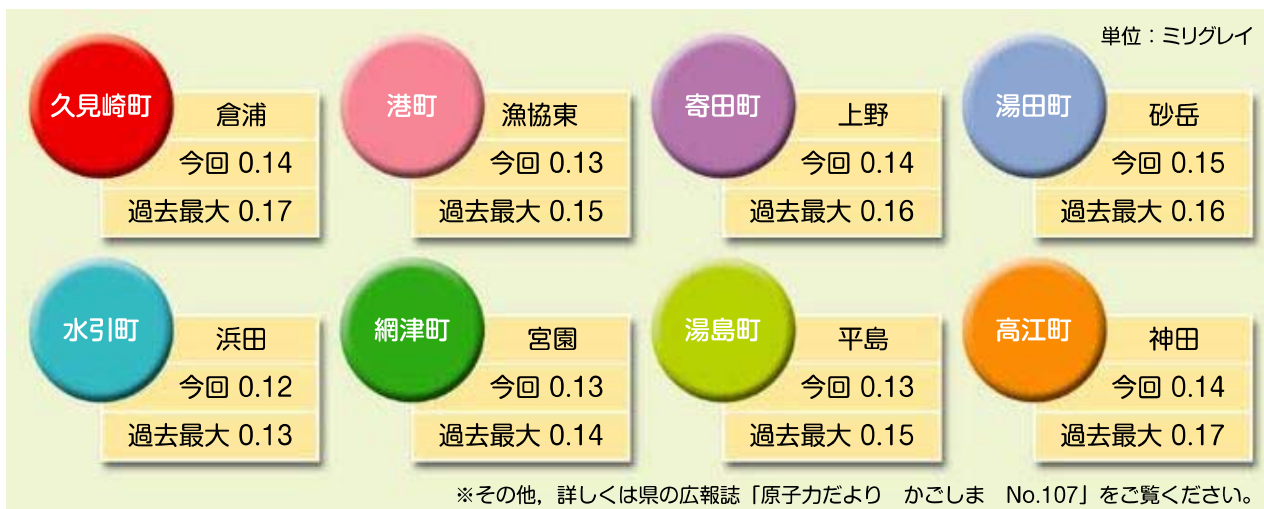 単位：ミリグレイ
久見崎町
倉浦
今回 0.14
過去最大 0.17
港町
漁協東
今回 0.13
過去最大 0.15
寄田町
上野
今回 0.14
過去最大 0.16
湯田町
砂岳
今回 0.15
過去最大 0.16
水引町
浜田
今回 0.12
過去最大 0.13
網津町
宮園
今回 0.13
過去最大 0.14
湯島町
平島
今回 0.13
過去最大 0.15
高江町
神田
今回 0.14
過去最大 0.17
※その他，詳しくは県の広報誌「原子力だより　かごしま　No.107」をご覧ください。